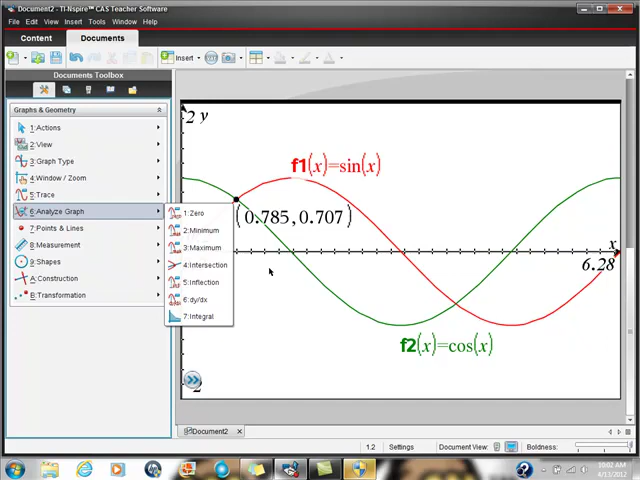 Document2 - TI-Nspire™ CAS Teacher Software
File Edit View Insert Tools Window Help
Content Documents
Insert
Documents Toolbox
Graphs & Geometry
1:Actions
2:View
3:Graph Type
4:Window / Zoom
5:Trace
6:Analyze Graph
7:Points & Lines
8:Measurement
9:Shapes
A:Construction
B:Transformation
1:Zero
2:Minimum
3:Maximum
4:Intersection
5:Inflection
6:dy/dx
7:Integral
2 y
f1(x)=sin(x)
(0.785,0.707)
x
6.28
f2(x)=cos(x)
-2
Document2
1.2 Settings Document View: Boldness:
10:02 AM
4/13/2012